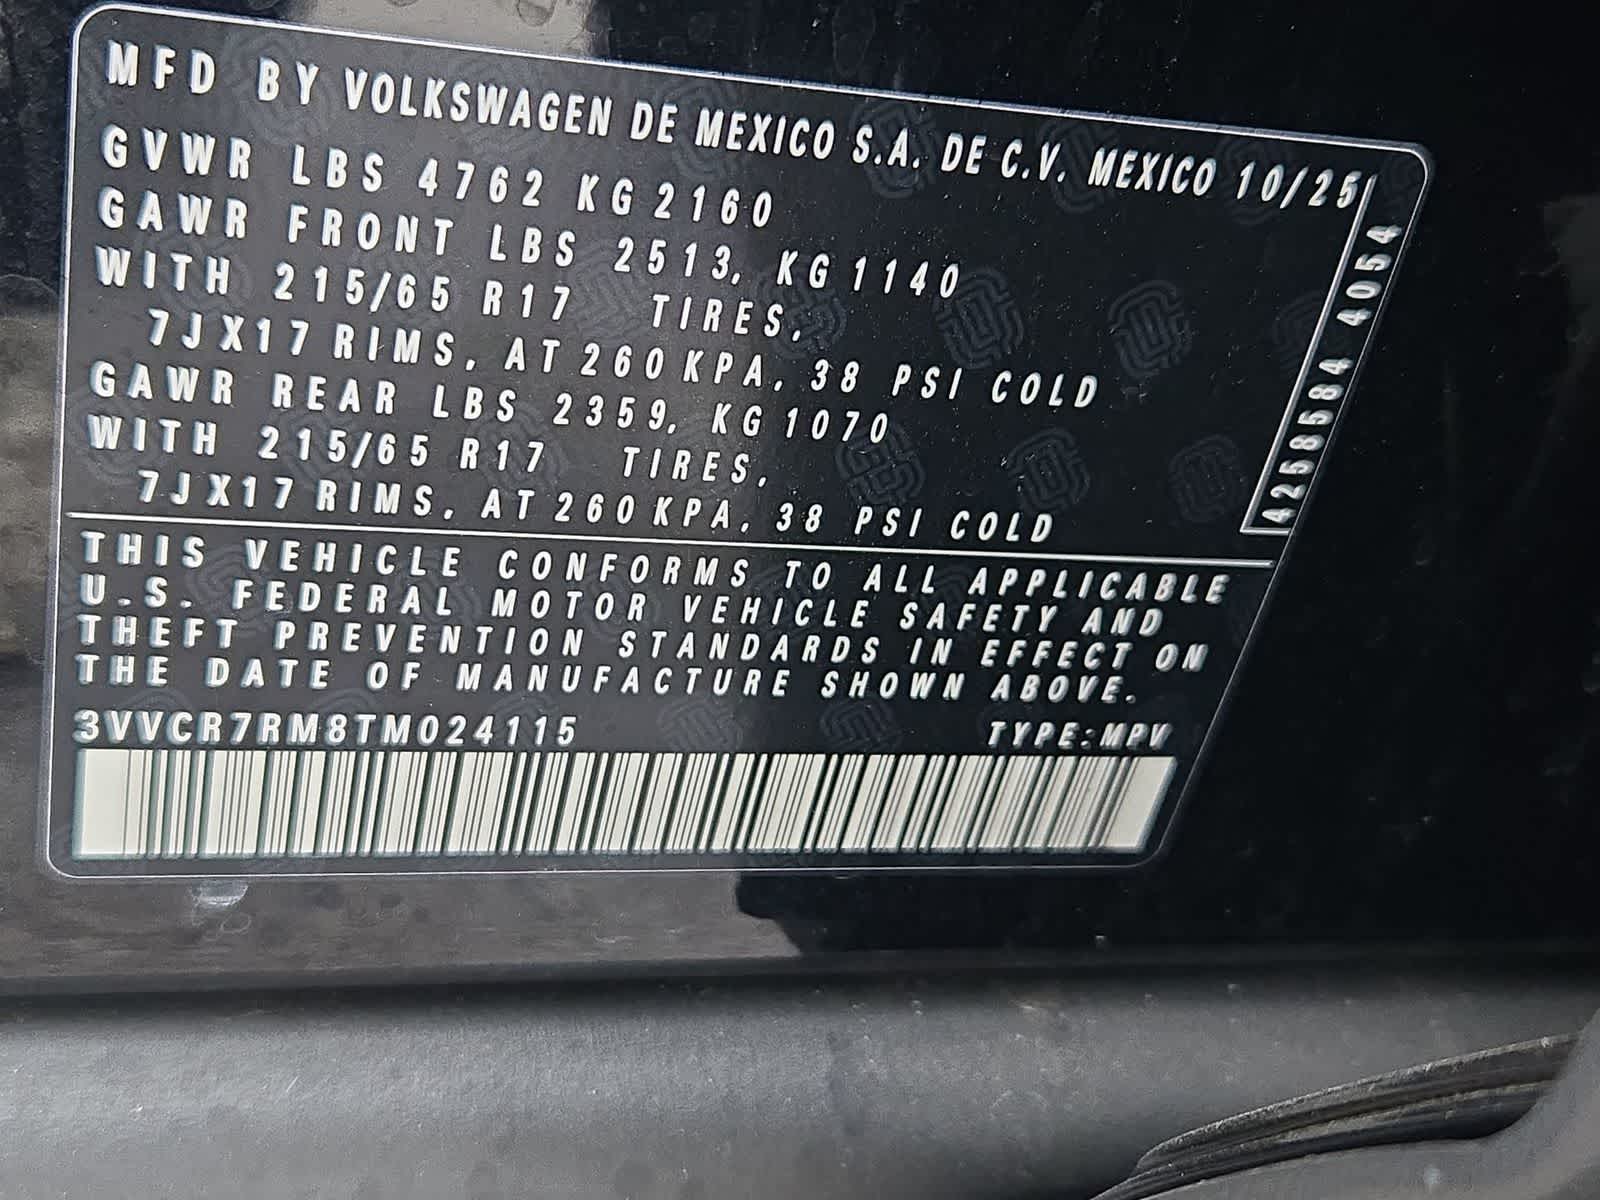 MFD BY VOLKSWAGEN DE MEXICO S.A. DE C.V. MEXICO 10/25
GVWR LBS 4762 KG 2160
GAWR FRONT LBS 2513, KG 1140
WITH 215/65 R17 TIRES,
7JX17 RIMS, AT 260 KPA, 38 PSI COLD
GAWR REAR LBS 2359, KG 1070
WITH 215/65 R17 TIRES,
7JX17 RIMS, AT 260 KPA, 38 PSI COLD
4258584 4054
THIS VEHICLE CONFORMS TO ALL APPLICABLE
U.S. FEDERAL MOTOR VEHICLE SAFETY AND
THEFT PREVENTION STANDARDS IN EFFECT ON
THE DATE OF MANUFACTURE SHOWN ABOVE.
3VVCR7RM8TM024115 TYPE:MPV